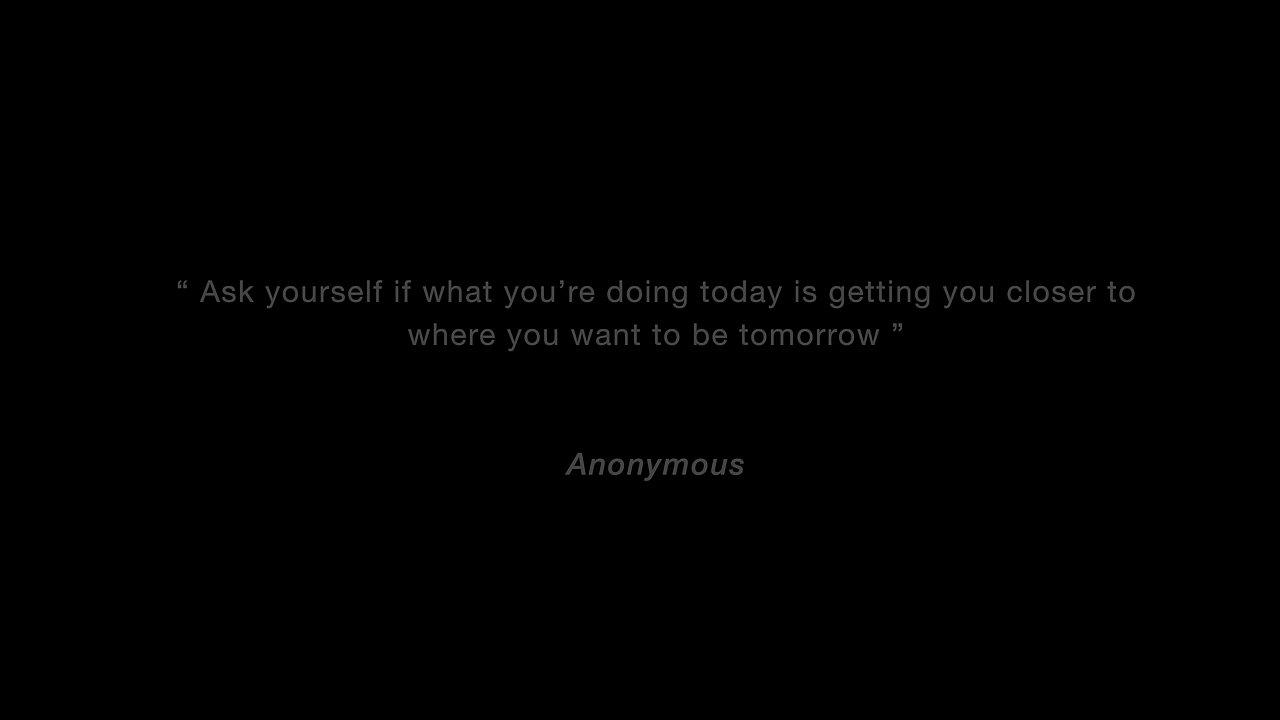 “ Ask yourself if what you’re doing today is getting you closer to
where you want to be tomorrow ”
Anonymous